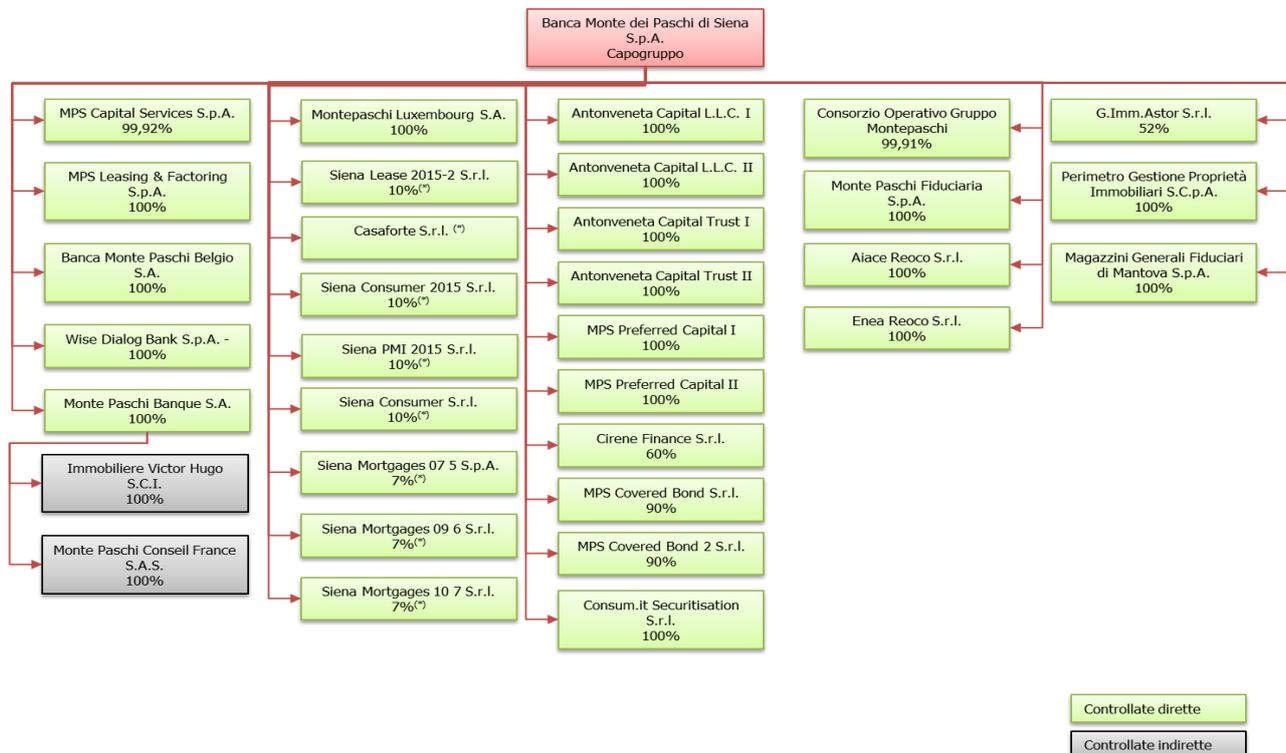 Banca Monte dei Paschi di Siena
S.p.A.
Capogruppo
MPS Capital Services S.p.A.
99,92%
MPS Leasing & Factoring
S.p.A.
100%
Banca Monte Paschi Belgio
S.A.
100%
Wise Dialog Bank S.p.A. -
100%
Monte Paschi Banque S.A.
100%
Immobiliere Victor Hugo
S.C.I.
100%
Monte Paschi Conseil France
S.A.S.
100%
Montepaschi Luxembourg S.A.
100%
Siena Lease 2015-2 S.r.l.
10%(*)
Casaforte S.r.l. (*)
Siena Consumer 2015 S.r.l.
10%(*)
Siena PMI 2015 S.r.l.
10%(*)
Siena Consumer S.r.l.
10%(*)
Siena Mortgages 07 5 S.p.A.
7%(*)
Siena Mortgages 09 6 S.r.l.
7%(*)
Siena Mortgages 10 7 S.r.l.
7%(*)
Antonveneta Capital L.L.C. I
100%
Antonveneta Capital L.L.C. II
100%
Antonveneta Capital Trust I
100%
Antonveneta Capital Trust II
100%
MPS Preferred Capital I
100%
MPS Preferred Capital II
100%
Cirene Finance S.r.l.
60%
MPS Covered Bond S.r.l.
90%
MPS Covered Bond 2 S.r.l.
90%
Consum.it Securitisation
S.r.l.
100%
Consorzio Operativo Gruppo
Montepaschi
99,91%
Monte Paschi Fiduciaria
S.p.A.
100%
Aiace Reoco S.r.l.
100%
Enea Reoco S.r.l.
100%
G.Imm.Astor S.r.l.
52%
Perimetro Gestione Proprietà
Immobiliari S.C.p.A.
100%
Magazzini Generali Fiduciari
di Mantova S.p.A.
100%
Controllate dirette
Controllate indirette